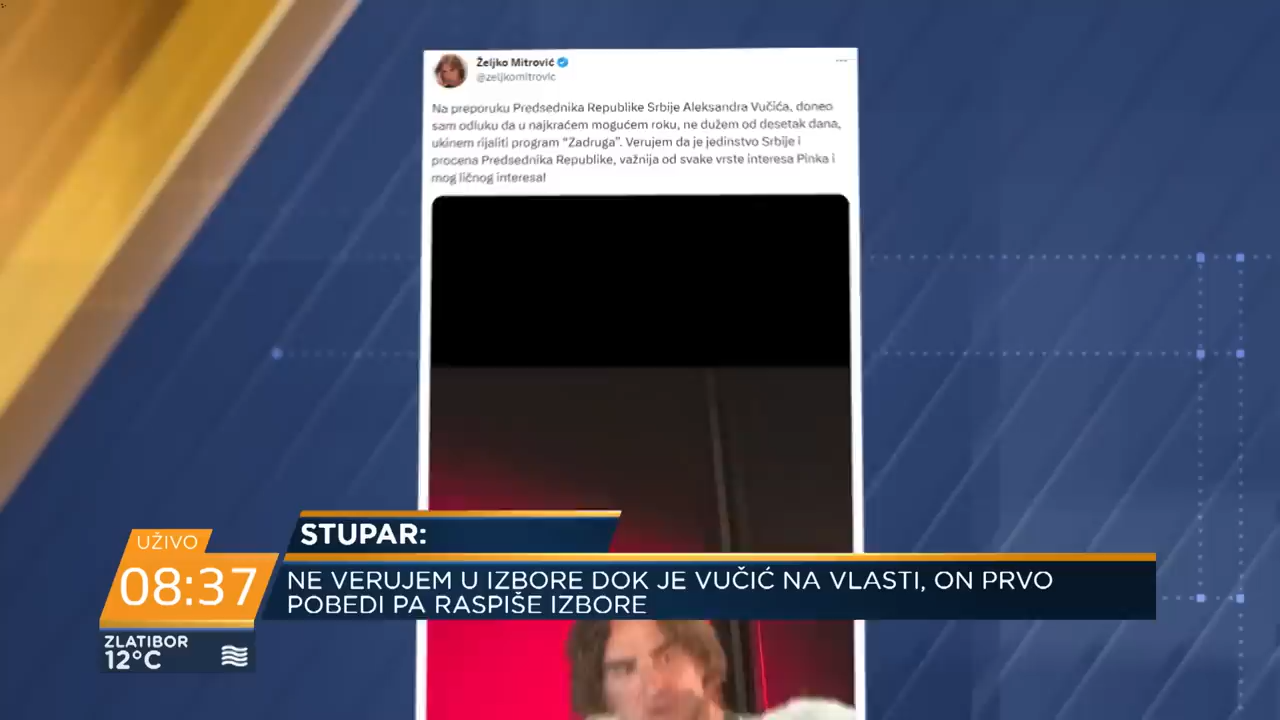 Željko Mitrović
@zeljkomitrovic
Na preporuku Predsednika Republike Srbije Aleksandra Vučića, doneo
sam odluku da u najkraćem mogućem roku, ne dužem od desetak dana,
ukinem rijaliti program "Zadruga". Verujem da je jedinstvo Srbije i
procena Predsednika Republike, važnija od svake vrste interesa Pinka i
mog ličnog interesa!
STUPAR:
UŽIVO
08:37
NE VERUJEM U IZBORE DOK JE VUČIĆ NA VLASTI, ON PRVO
POBEDI PA RASPIŠE IZBORE
ZLATIBOR
12°C